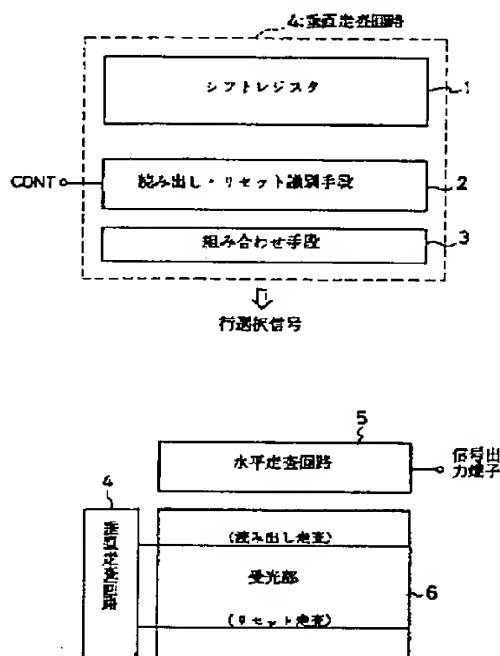 4:垂直走査回路
シフトレジスタ
1
CONT
読み出し・リセット識別手段
2
組み合わせ手段
3
行選択信号
5
水平走査回路
信号出
力端子
4
垂直走査回路
(読み出し走査)
受光部
6
(リセット走査)